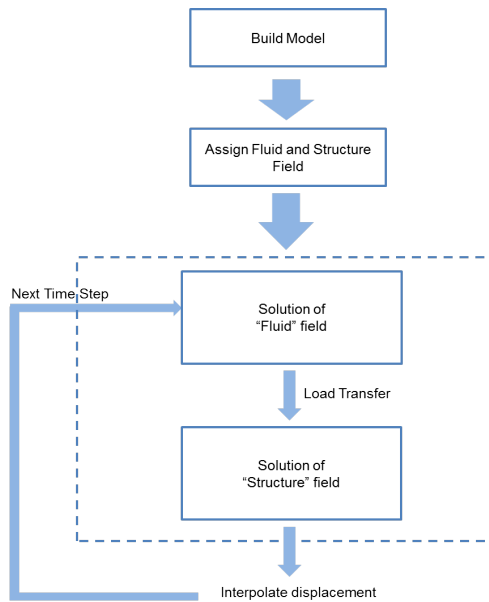 Build Model
Assign Fluid and Structure
Field
Next Time Step
Solution of
“Fluid” field
Load Transfer
Solution of
“Structure” field
Interpolate displacement